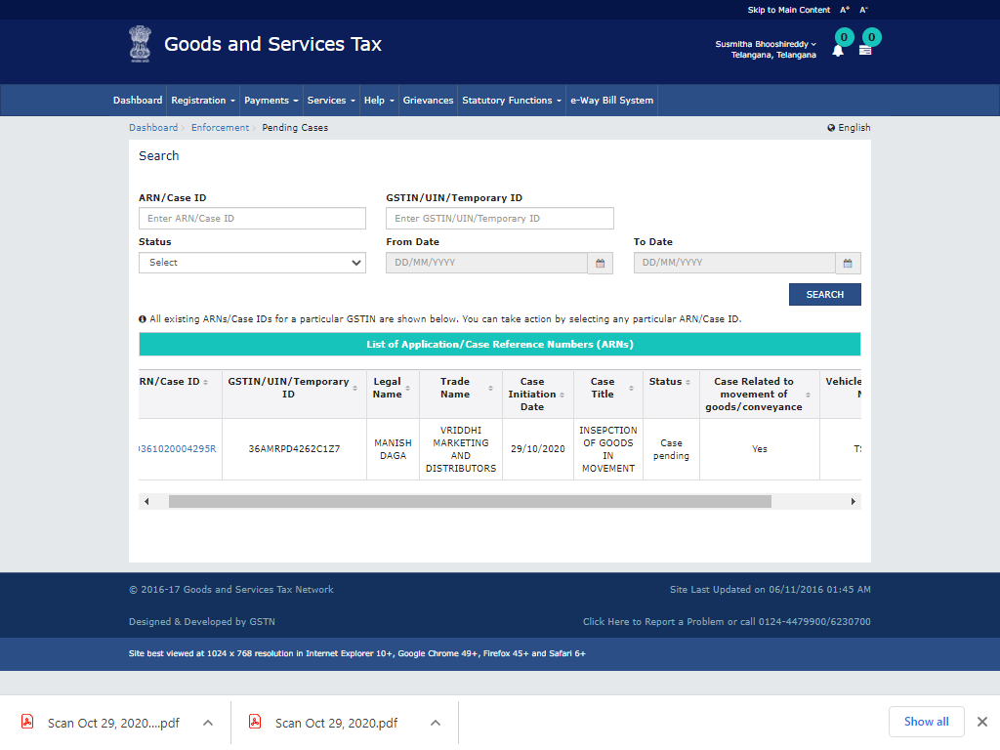 Skip to Main Content A+ A-
Goods and Services Tax
Susmitha Bhooshireddy
Telangana, Telangana
0
0
Dashboard Registration Payments Services Help Grievances Statutory Functions e-Way Bill System
Dashboard Enforcement Pending Cases
English
Search
ARN/Case ID
GSTIN/UIN/Temporary ID
Enter ARN/Case ID
Enter GSTIN/UIN/Temporary ID
Status
From Date
To Date
Select
DD/MM/YYYY
DD/MM/YYYY
SEARCH
All existing ARNs/Case IDs for a particular GSTIN are shown below. You can take action by selecting any particular ARN/Case ID.
List of Application/Case Reference Numbers (ARNs)
RN/Case ID
GSTIN/UIN/Temporary
ID
Legal
Name
Trade
Name
Case
Initiation
Date
Case
Title
Status
Case Related to
movement of
goods/conveyance
Vehicle
361020004295R
36AMRPD4262C1Z7
MANISH
DAGA
VRIDDHI
MARKETING
AND
DISTRIBUTORS
29/10/2020
INSEPCTION
OF GOODS
IN
MOVEMENT
Case
pending
Yes
© 2016-17 Goods and Services Tax Network
Site Last Updated on 06/11/2016 01:45 AM
Designed & Developed by GSTN
Click Here to Report a Problem or call 0124-4479900/6230700
Site best viewed at 1024 x 768 resolution in Internet Explorer 10+, Google Chrome 49+, Firefox 45+ and Safari 6+
Scan Oct 29, 2020....pdf
Scan Oct 29, 2020.pdf
Show all